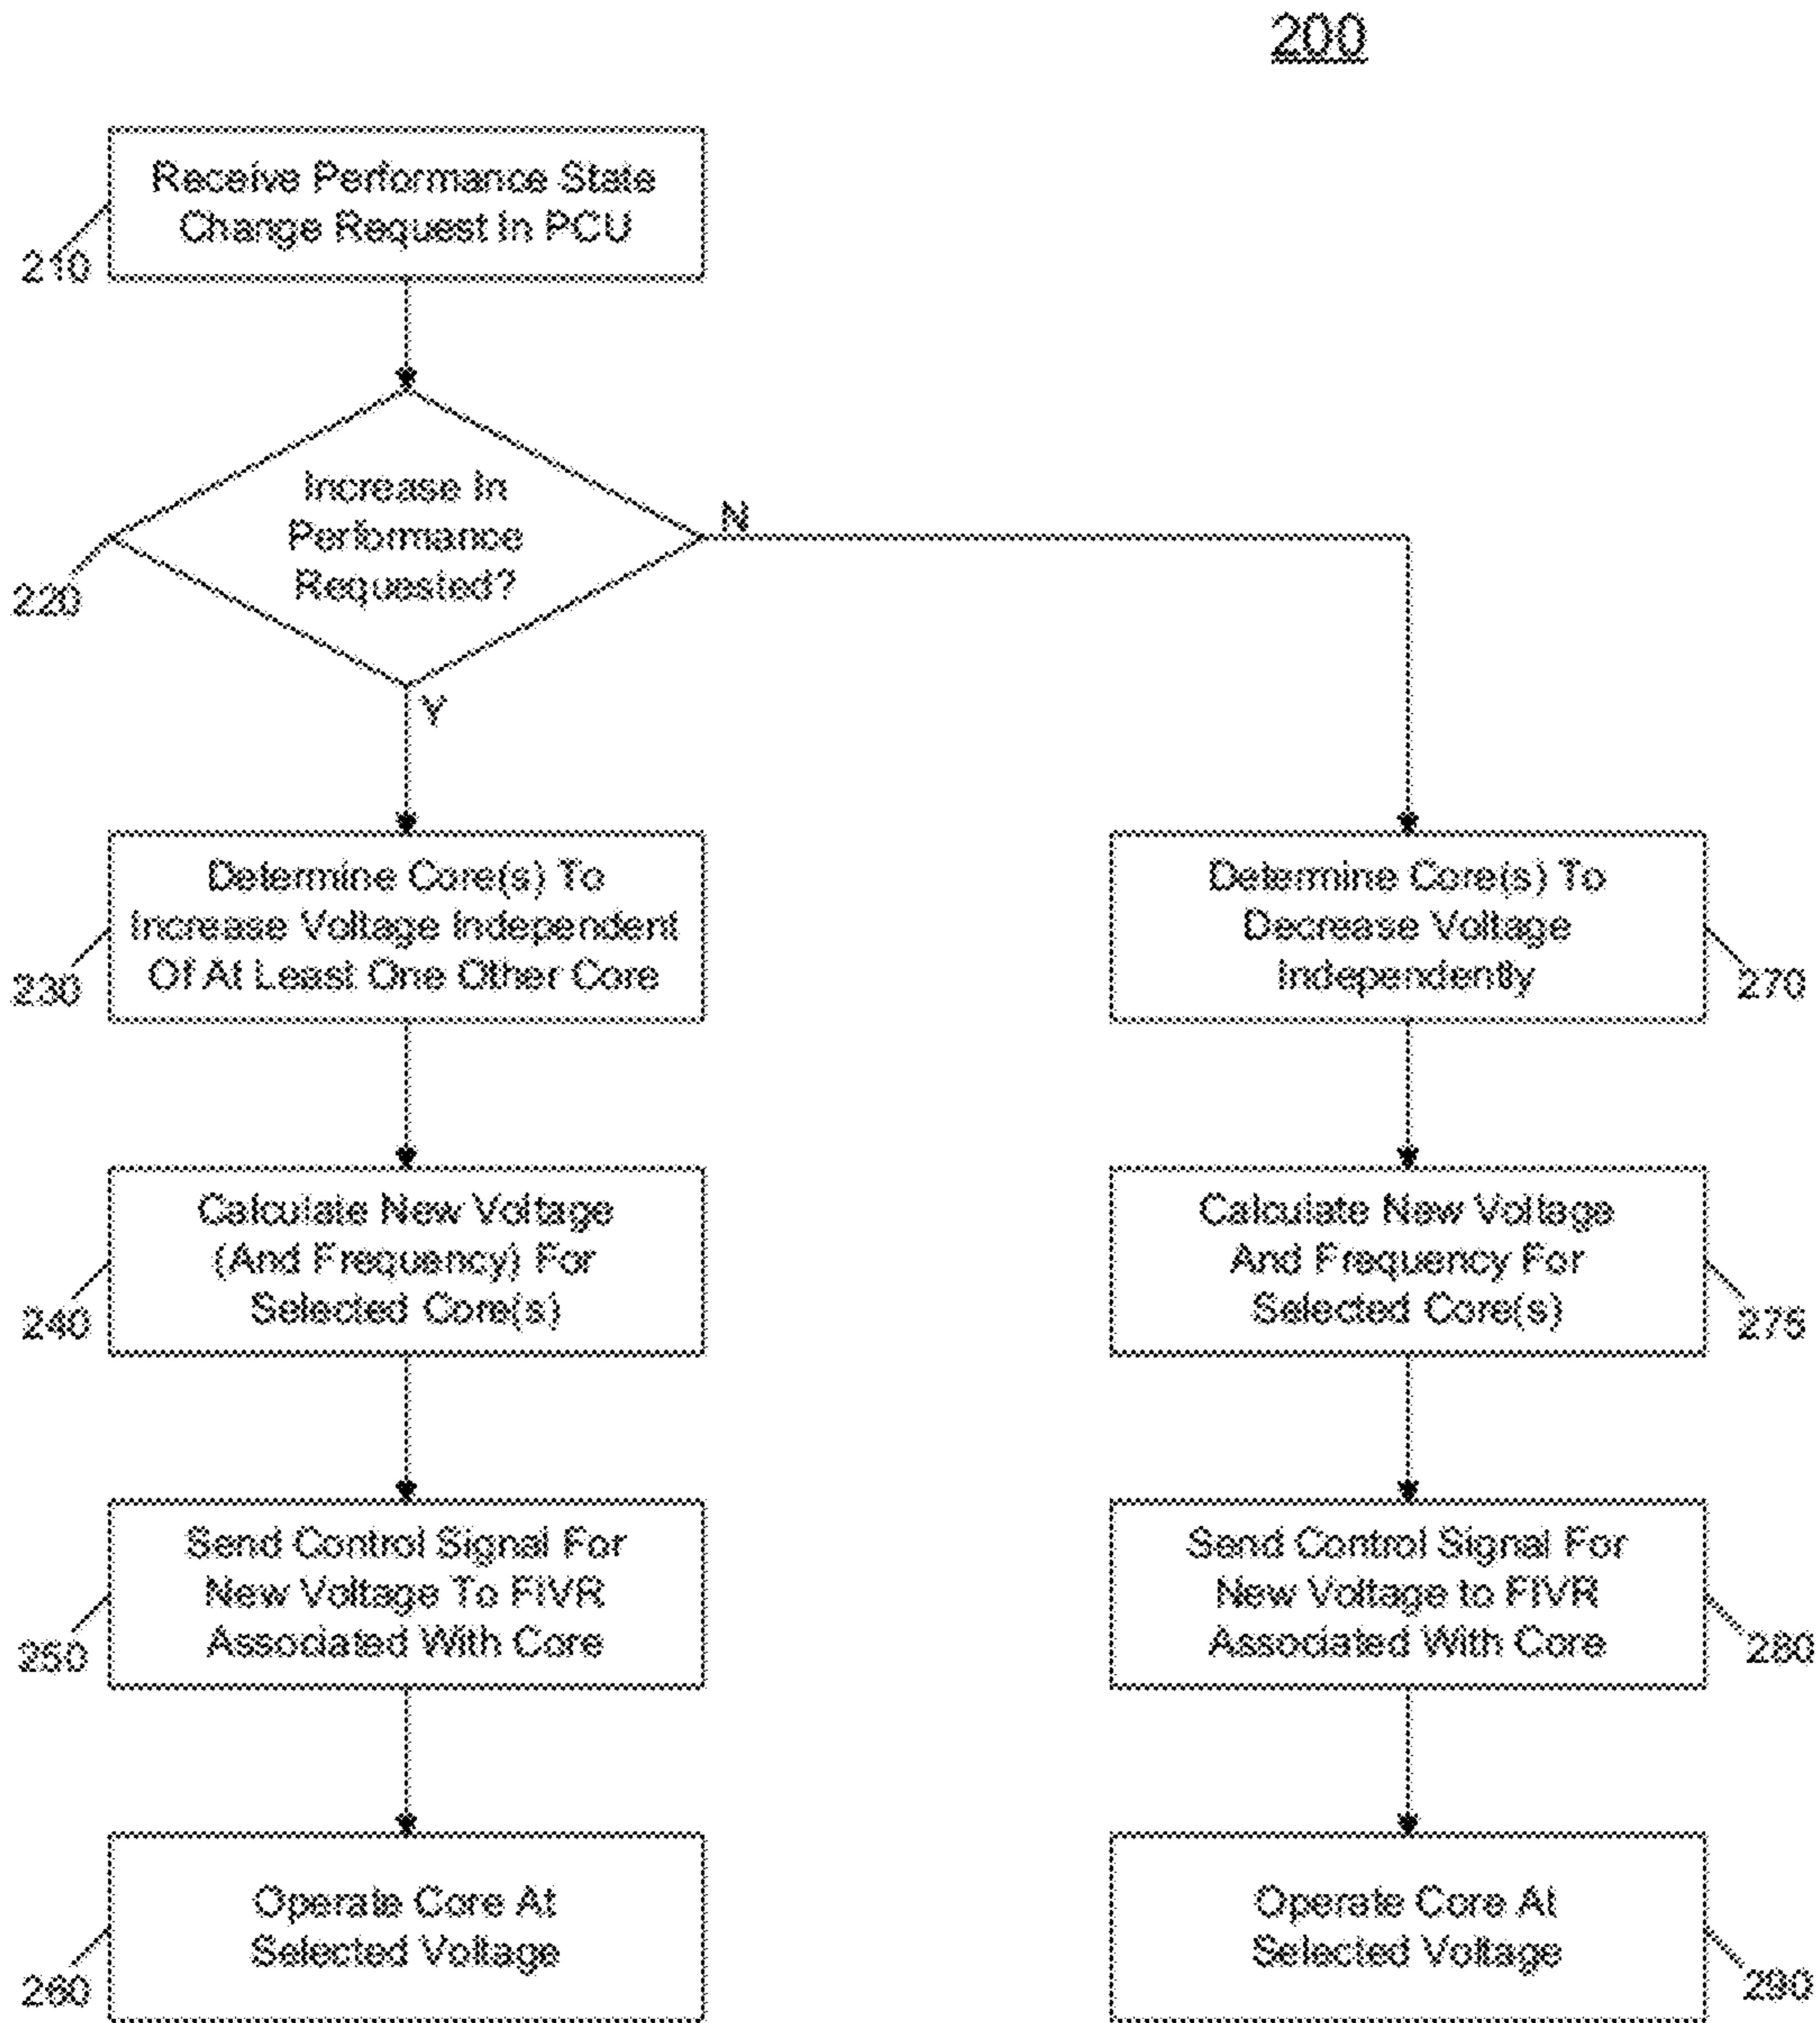 200
Receive Performance State
Change Request In PCU
210
Increase In
Performance
Requested?
220
N
Y
Determine Core(s) To
Increase Voltage Independent
Of At Least One Other Core
230
Determine Core(s) To
Decrease Voltage
Independently
270
Calculate New Voltage
(And Frequency) For
Selected Core(s)
240
Calculate New Voltage
And Frequency For
Selected Core(s)
275
Send Control Signal For
New Voltage To FIVR
Associated With Core
250
Send Control Signal For
New Voltage to FIVR
Associated With Core
280
Operate Core At
Selected Voltage
260
Operate Core At
Selected Voltage
290